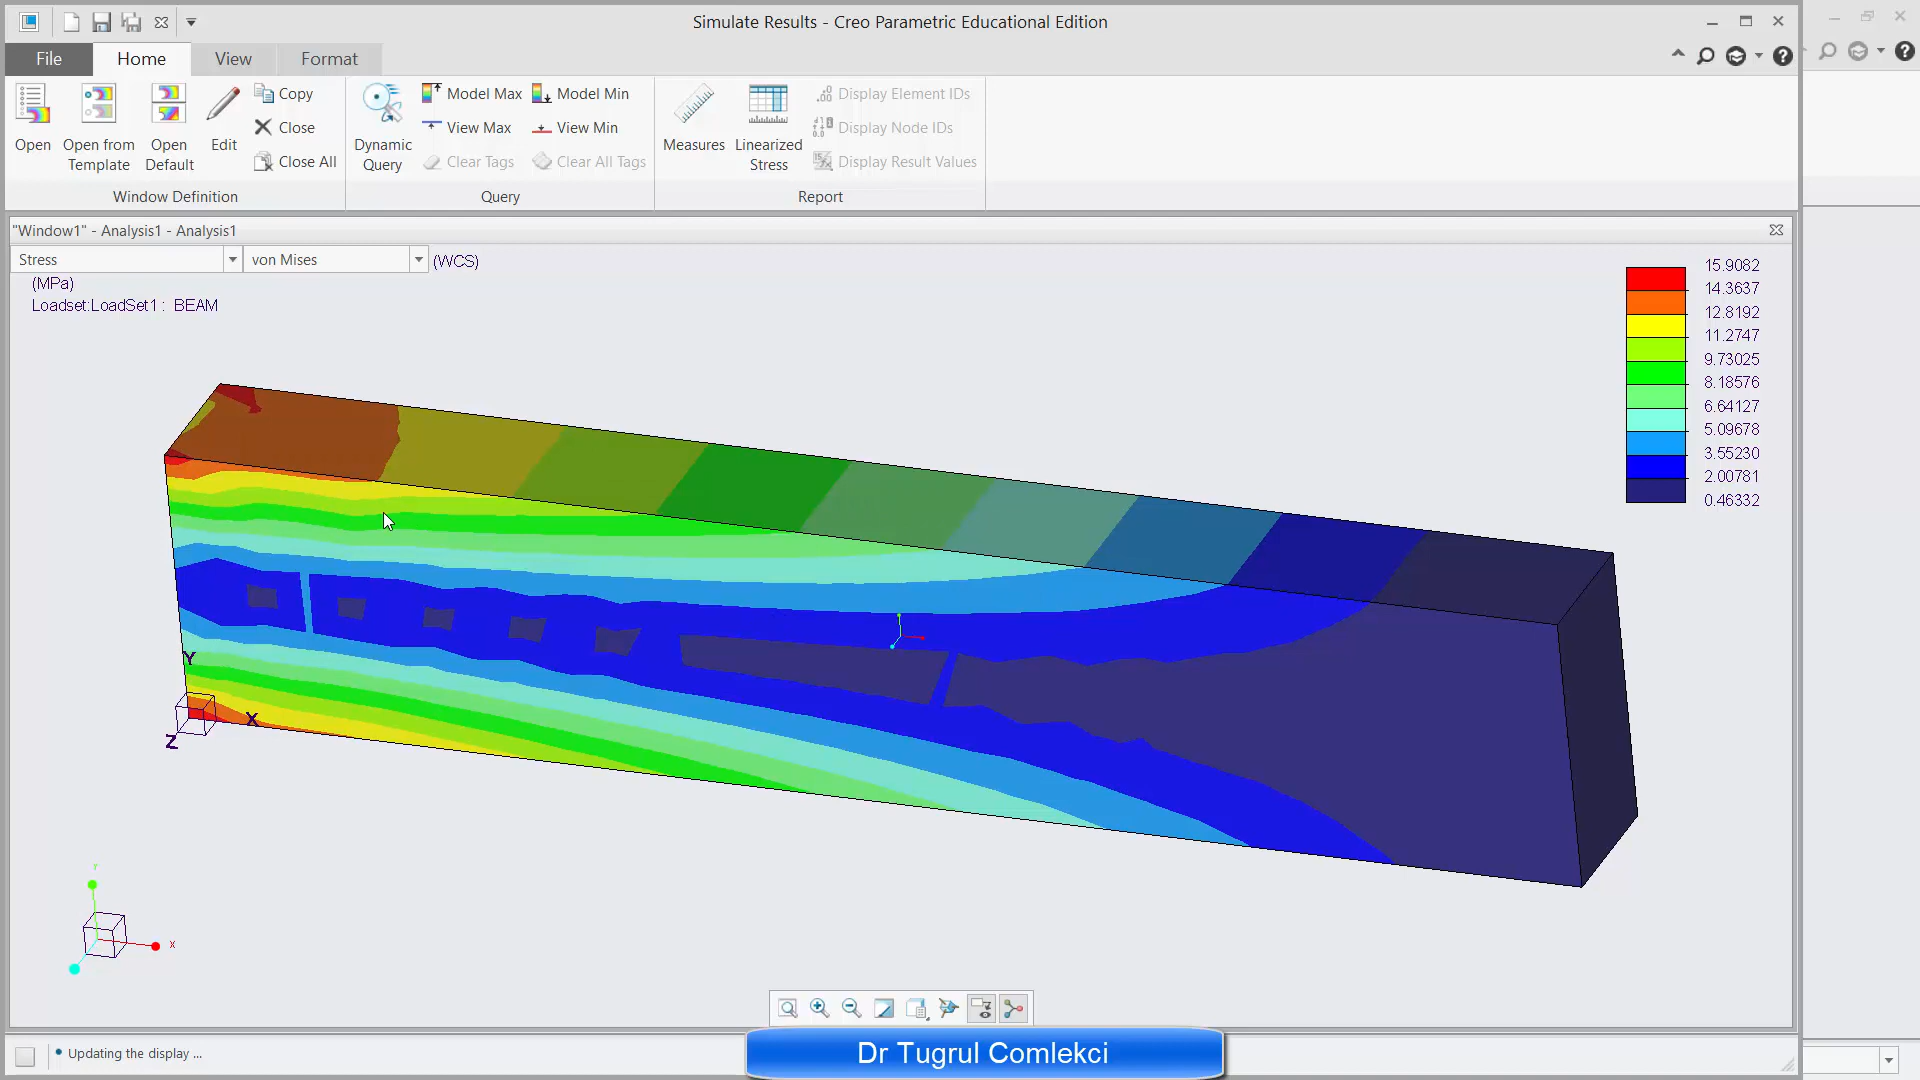 Simulate Results - Creo Parametric Educational Edition
File Home View Format
Open
Open from Template
Open Default
Edit
Copy
Close
Close All
Window Definition
Dynamic Query
Model Max
Model Min
View Max
View Min
Clear Tags
Clear All Tags
Query
Measures
Linearized Stress
Display Element IDs
Display Node IDs
Display Result Values
Report
"Window1" - Analysis1 - Analysis1
Stress von Mises (WCS)
(MPa)
Loadset:LoadSet1 : BEAM
15.9082
14.3637
12.8192
11.2747
9.73025
8.18576
6.64127
5.09678
3.55230
2.00781
0.46332
Y
X
Z
Y
X
Updating the display ...
Dr Tugrul Comlekci